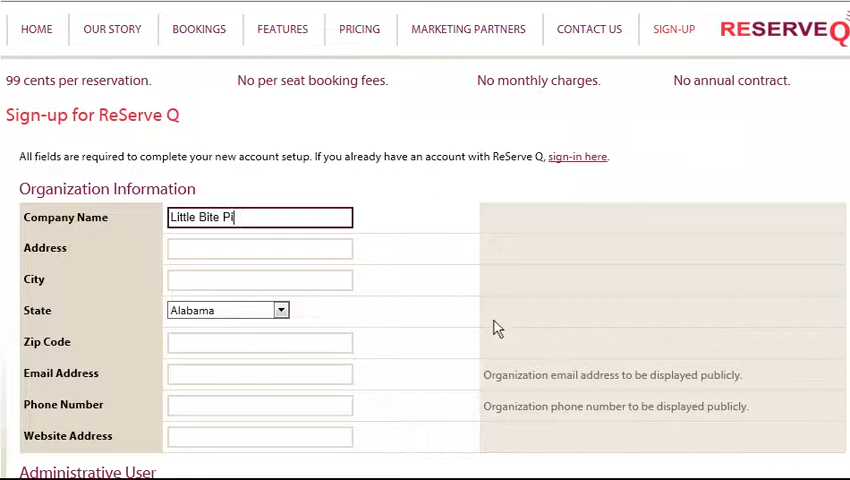 HOME OUR STORY BOOKINGS FEATURES PRICING MARKETING PARTNERS CONTACT US SIGN-UP RESERVEQ
99 cents per reservation. No per seat booking fees. No monthly charges. No annual contract.
Sign-up for ReServe Q
All fields are required to complete your new account setup. If you already have an account with ReServe Q, sign-in here.
Organization Information
Company Name Little Bite Pi
Address
City
State Alabama
Zip Code
Email Address Organization email address to be displayed publicly.
Phone Number Organization phone number to be displayed publicly.
Website Address
Administrative User